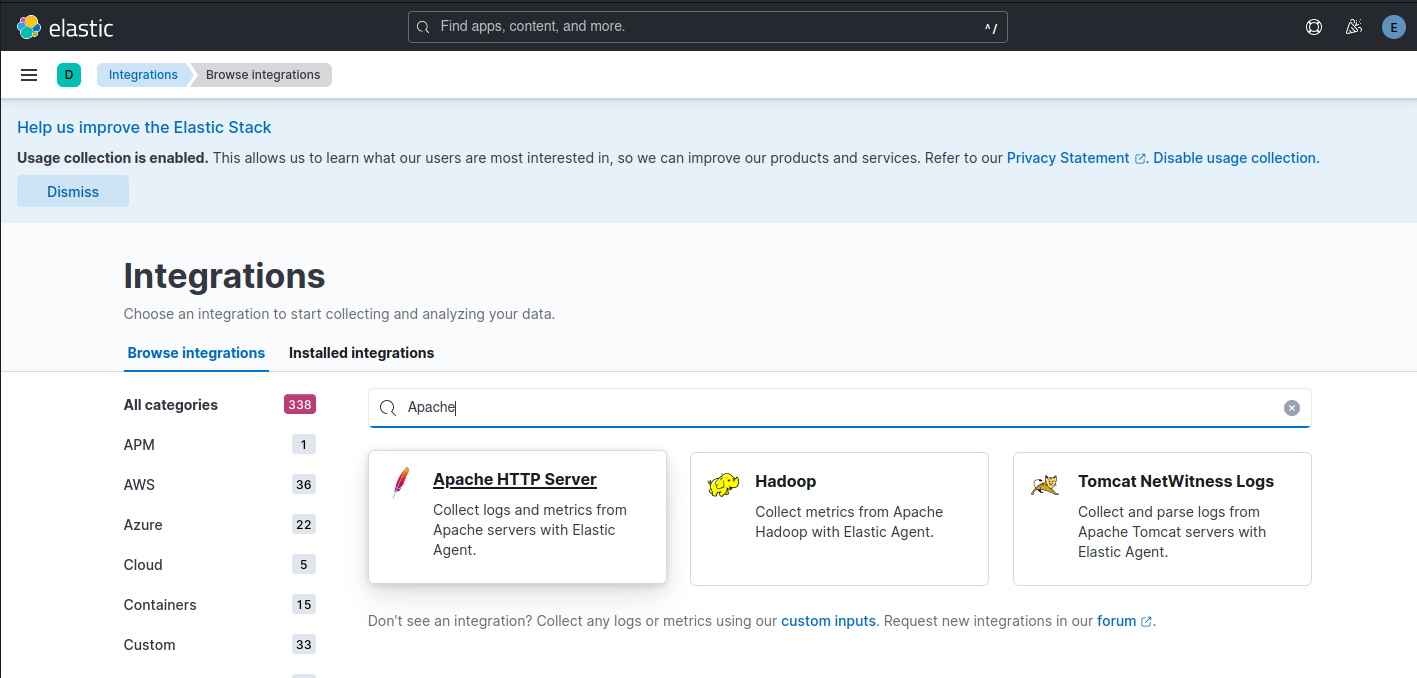 elastic
Find apps, content, and more.
^/
E
D
Integrations
Browse integrations
Help us improve the Elastic Stack
Usage collection is enabled. This allows us to learn what our users are most interested in, so we can improve our products and services. Refer to our Privacy Statement. Disable usage collection.
Dismiss
Integrations
Choose an integration to start collecting and analyzing your data.
Browse integrations
Installed integrations
All categories 338
APM 1
AWS 36
Azure 22
Cloud 5
Containers 15
Custom 33
Apache
Apache HTTP Server
Collect logs and metrics from
Apache servers with Elastic
Agent.
Hadoop
Collect metrics from Apache
Hadoop with Elastic Agent.
Tomcat NetWitness Logs
Collect and parse logs from
Apache Tomcat servers with
Elastic Agent.
Don't see an integration? Collect any logs or metrics using our custom inputs. Request new integrations in our forum.